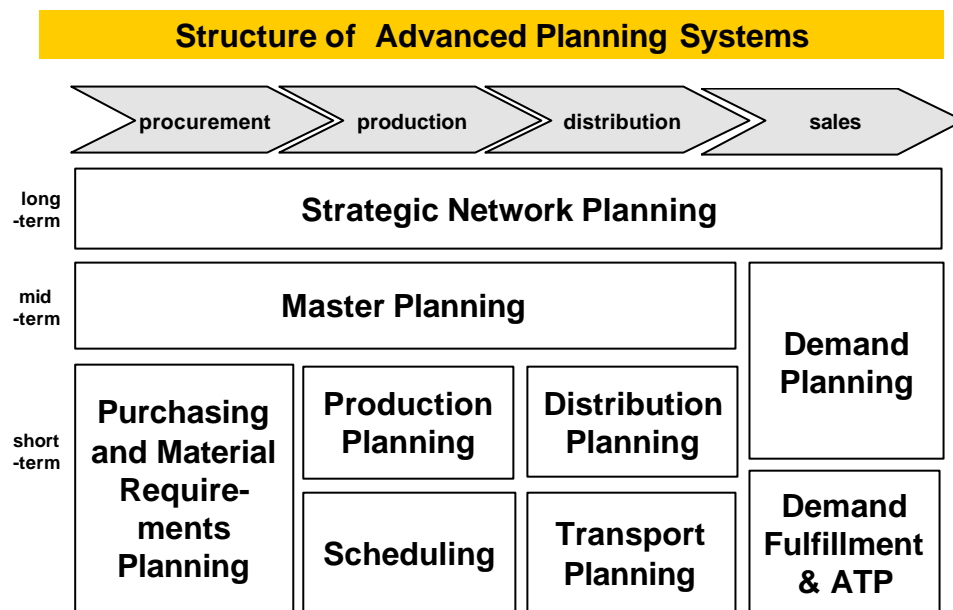 Structure of Advanced Planning Systems
procurement
production
distribution
sales
long
-term
Strategic Network Planning
mid
-term
Master Planning
Demand
Planning
short
-term
Purchasing
and Material
Require-
ments
Planning
Production
Planning
Distribution
Planning
Scheduling
Transport
Planning
Demand
Fulfillment
& ATP